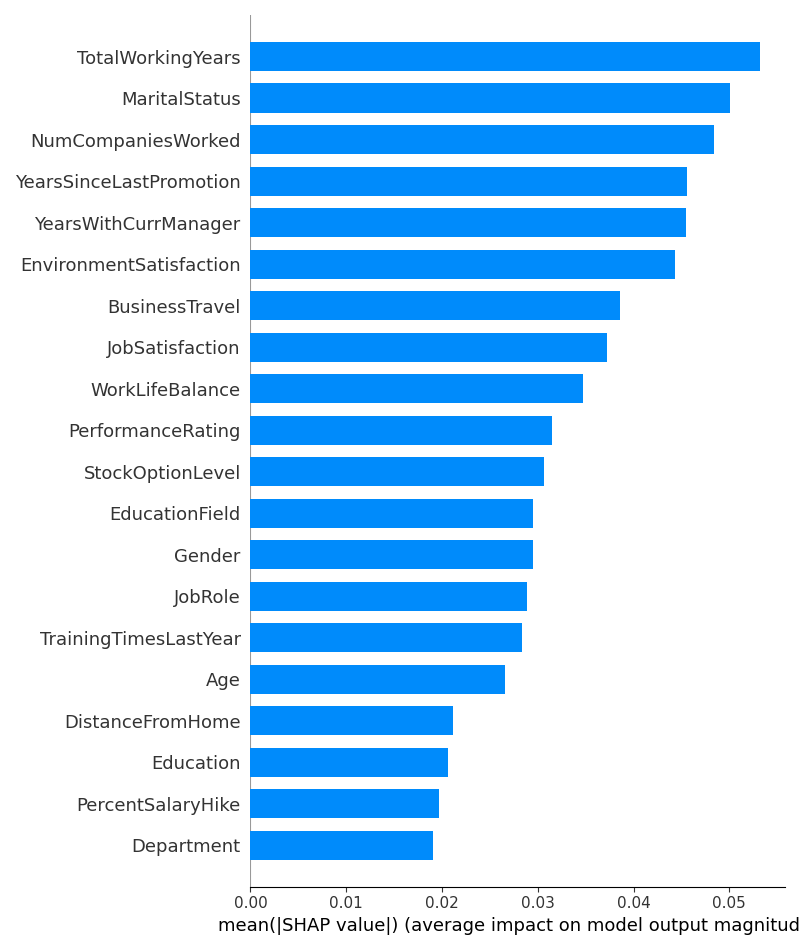 TotalWorkingYears
MaritalStatus
NumCompaniesWorked
YearsSinceLastPromotion
YearsWithCurrManager
EnvironmentSatisfaction
BusinessTravel
JobSatisfaction
WorkLifeBalance
PerformanceRating
StockOptionLevel
EducationField
Gender
JobRole
TrainingTimesLastYear
Age
DistanceFromHome
Education
PercentSalaryHike
Department
0.00 0.01 0.02 0.03 0.04 0.05
mean(|SHAP value|) (average impact on model output magnitud